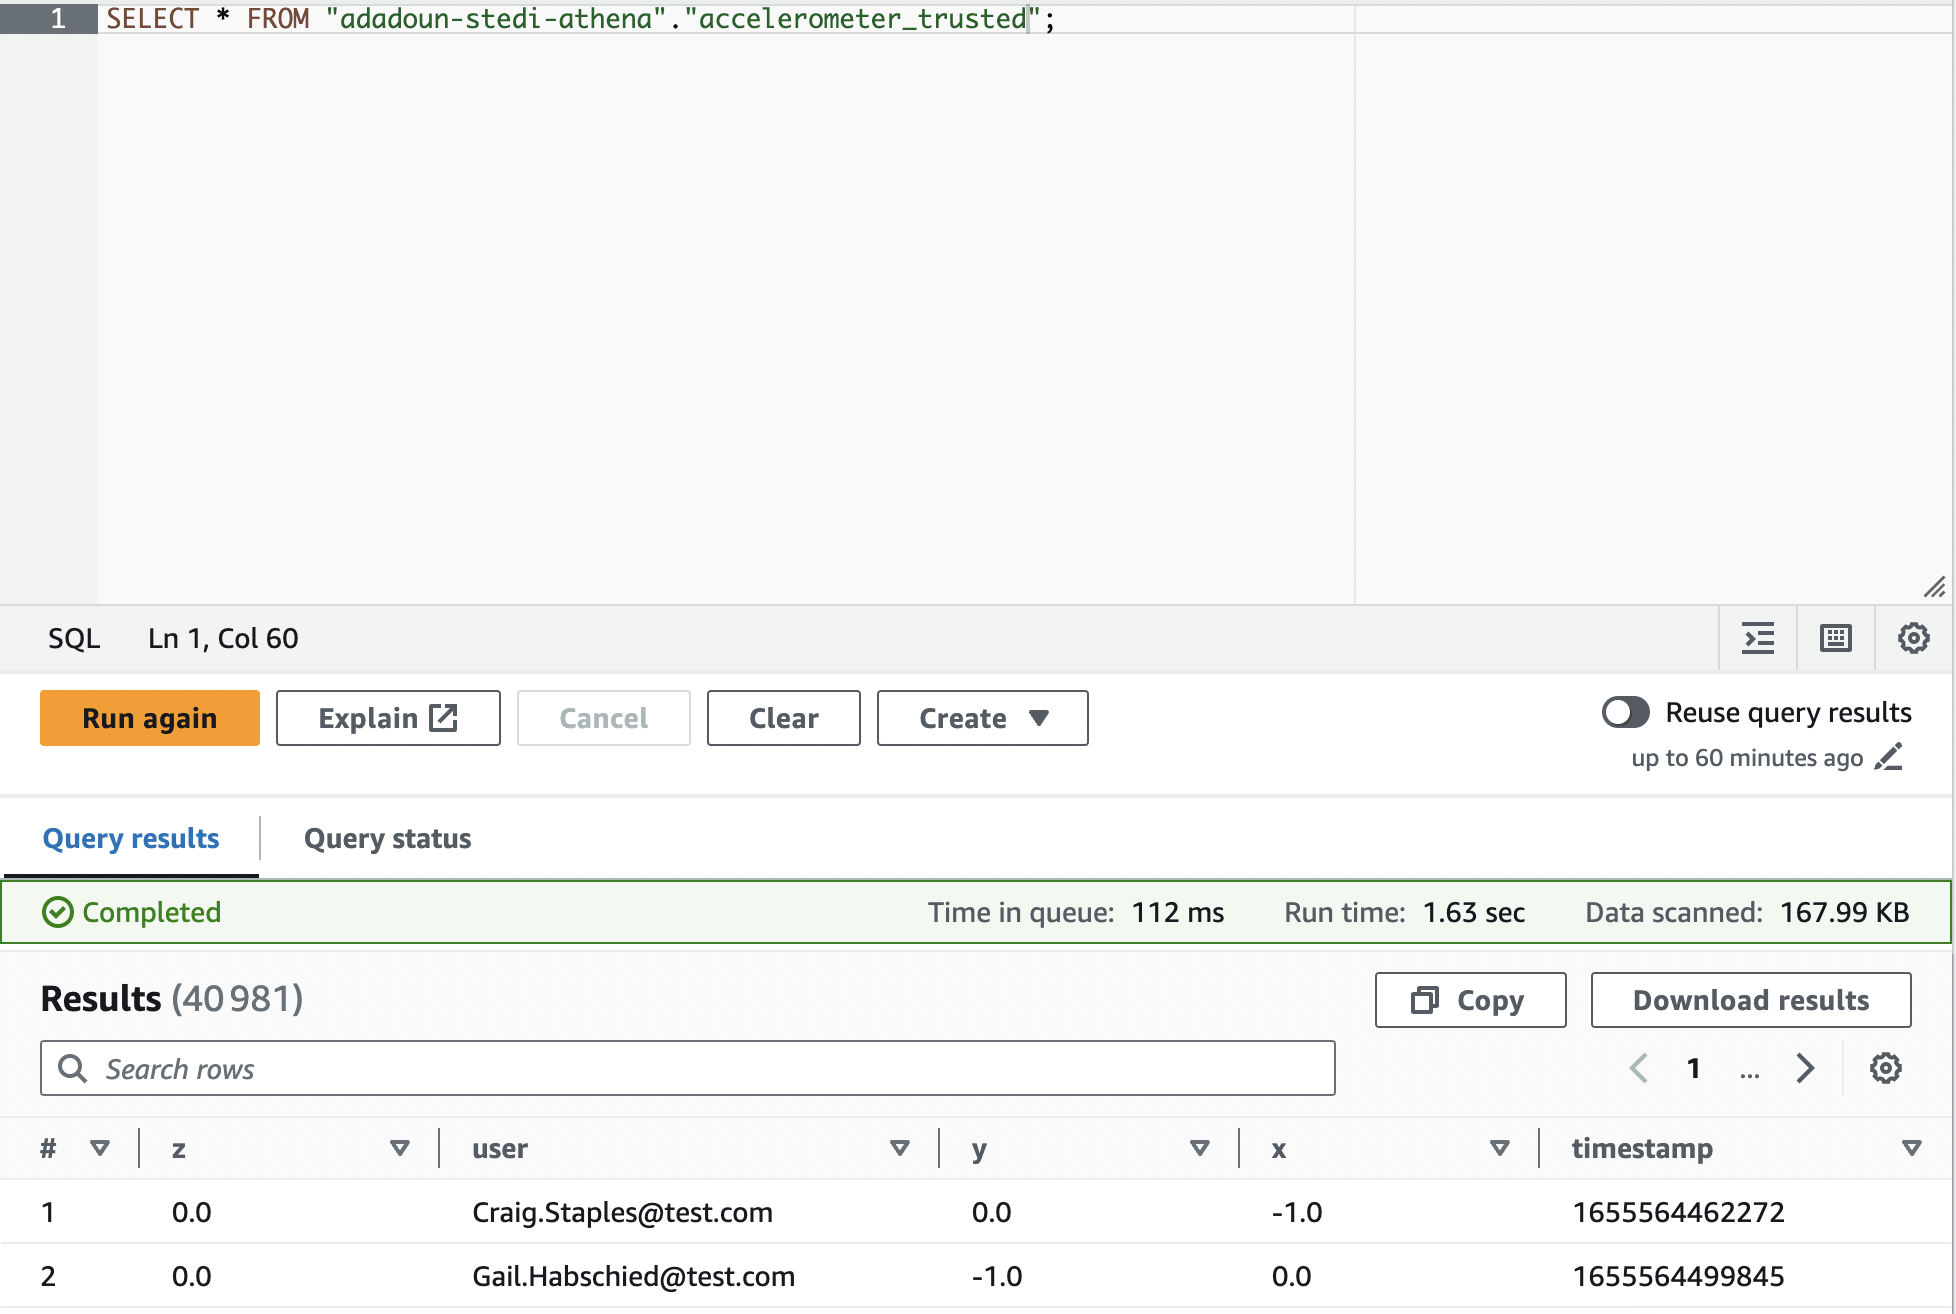 1 SELECT * FROM "adadoun-stedi-athena"."accelerometer_trusted";
SQL Ln 1, Col 60
Run again Explain Cancel Clear Create Reuse query results
up to 60 minutes ago
Query results Query status
Completed Time in queue: 112 ms Run time: 1.63 sec Data scanned: 167.99 KB
Results (40 981) Copy Download results
Search rows 1 ...
# z user y x timestamp
1 0.0 Craig.Staples@test.com 0.0 -1.0 1655564462272
2 0.0 Gail.Habschied@test.com -1.0 0.0 1655564499845